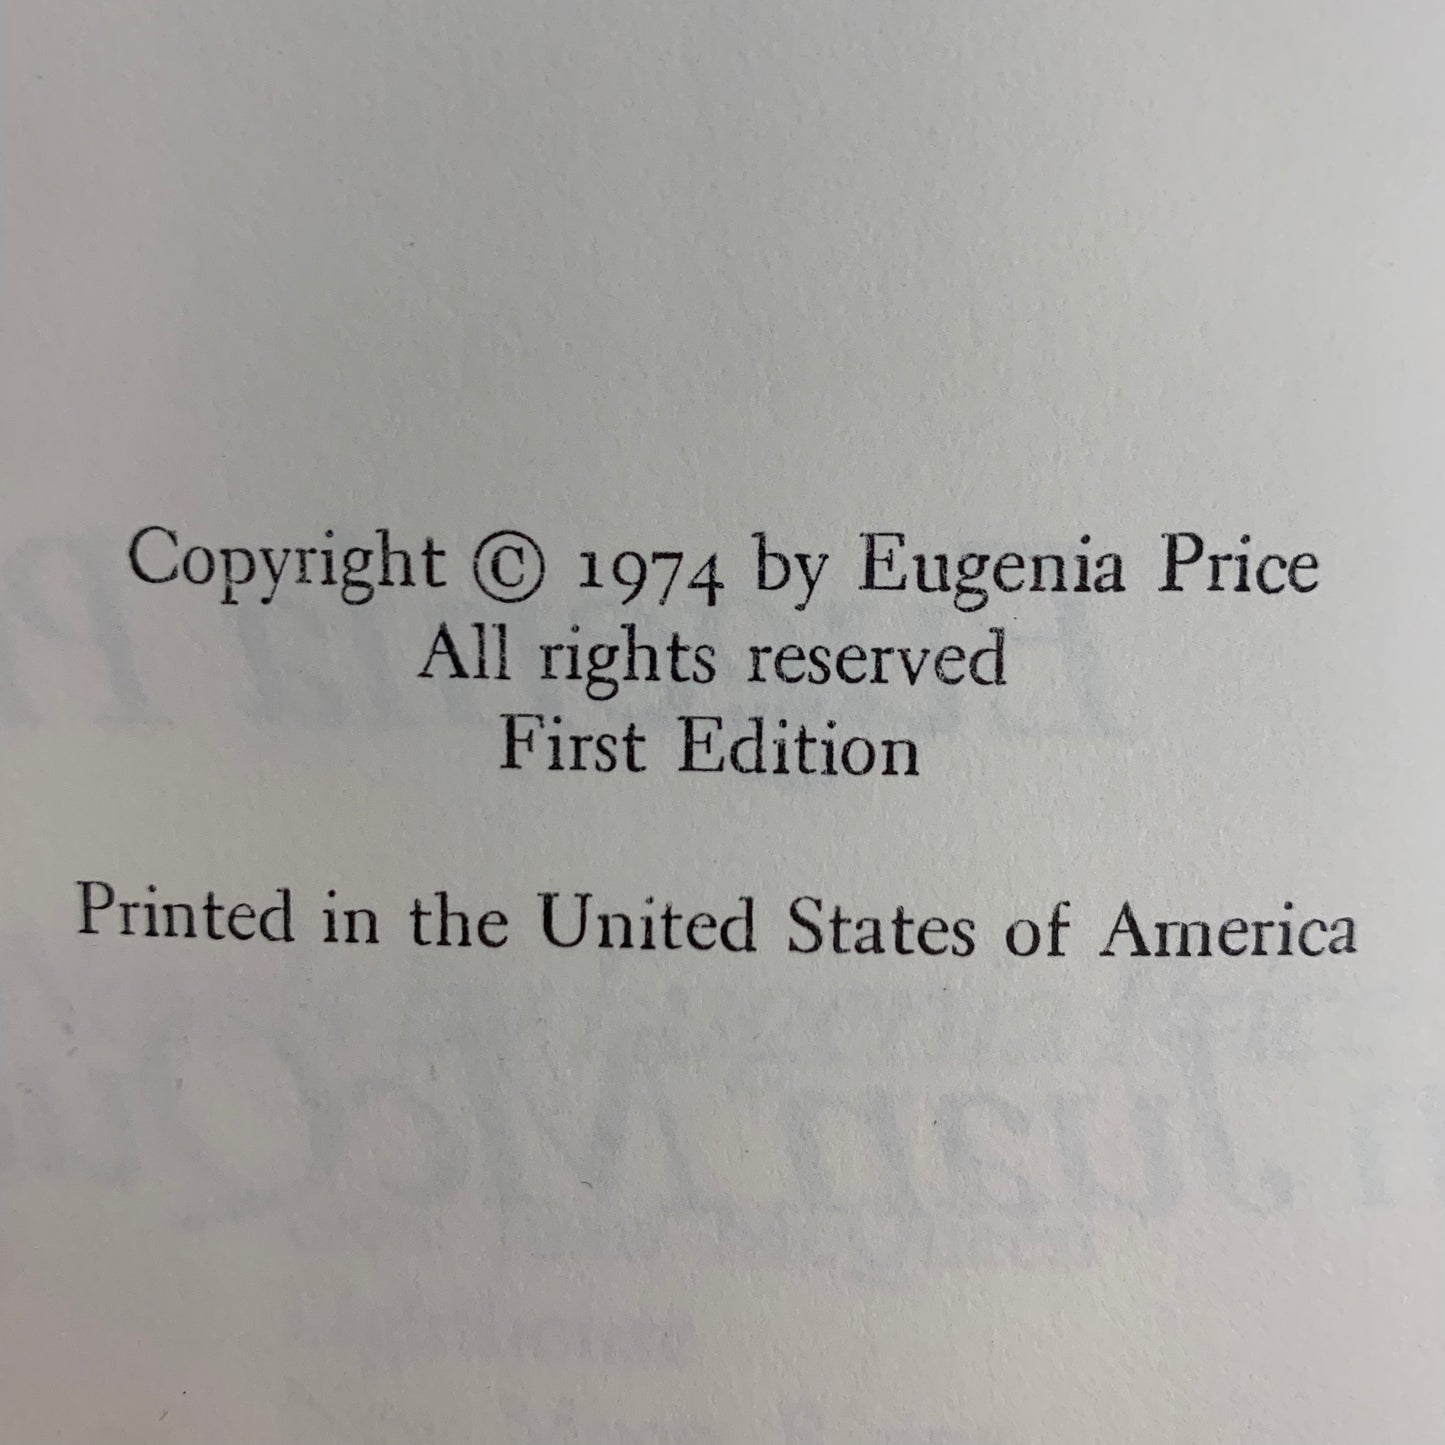 Copyright © 1974 by Eugenia Price
All rights reserved
First Edition
Printed in the United States of America